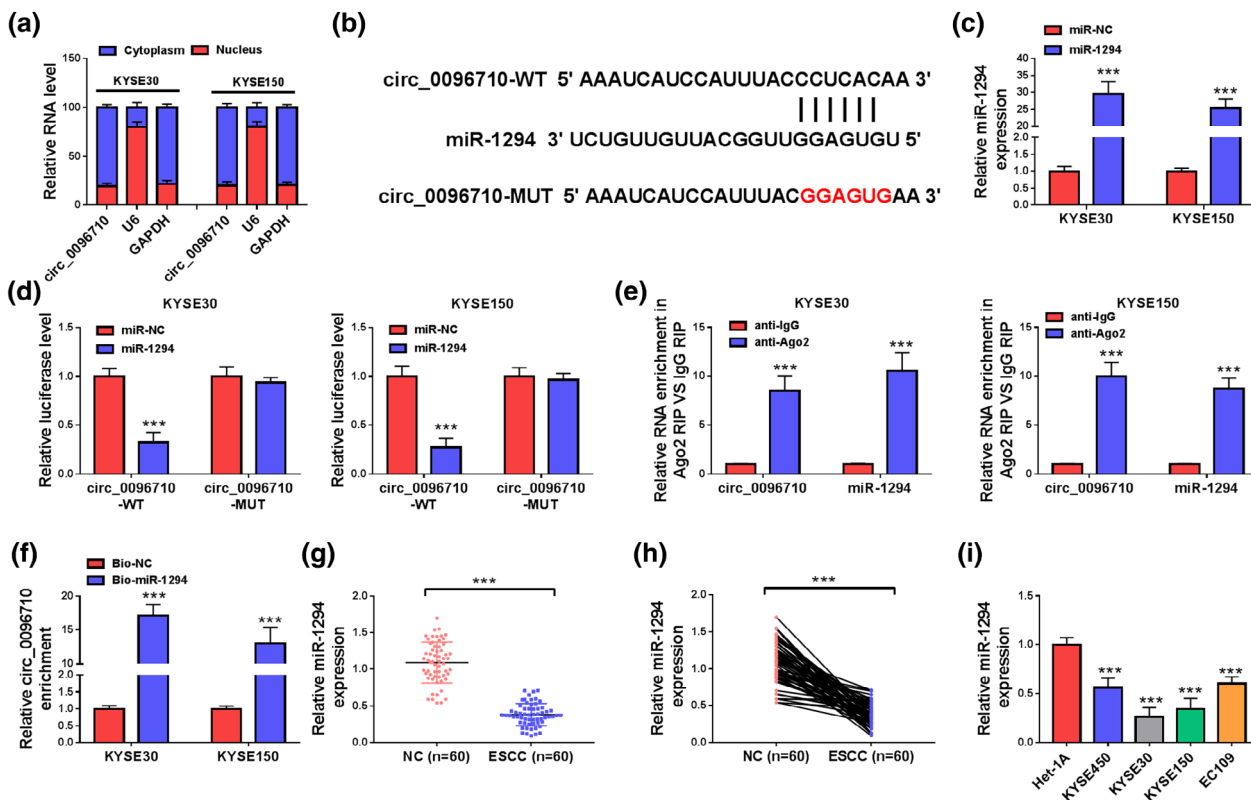 (a)
Cytoplasm Nucleus
KYSE30 KYSE150
Relative RNA level
150
100
50
0
circ_0096710 U6 GAPDH circ_0096710 U6 GAPDH
(b)
circ_0096710-WT 5' AAAUCAUCCAUUUACCCUCACAA 3'
miR-1294 3' UCUGUUGUUACGGUUGGAGUGU 5'
circ_0096710-MUT 5' AAAUCAUCCAUUUACGGAGUGAA 3'
(c)
miR-NC
miR-1294
Relative miR-1294
expression
40
35
30
25
20
1.5
1.0
0.5
0.0
*** ***
KYSE30 KYSE150
(d)
KYSE30
miR-NC
miR-1294
Relative luciferase level
1.5
1.0
0.5
0.0
***
circ_0096710 circ_0096710
-WT -MUT
KYSE150
miR-NC
miR-1294
Relative luciferase level
1.5
1.0
0.5
0.0
***
circ_0096710 circ_0096710
-WT -MUT
(e)
KYSE30
anti-IgG
anti-Ago2
Relative RNA enrichment in
Ago2 RIP VS IgG RIP
15
10
5
0
*** ***
circ_0096710 miR-1294
KYSE150
anti-IgG
anti-Ago2
Relative RNA enrichment in
Ago2 RIP VS IgG RIP
15
10
5
0
*** ***
circ_0096710 miR-1294
(f)
Bio-NC
Bio-miR-1294
Relative circ_0096710
enrichment
20
15
10
2.0
1.5
1.0
0.5
0.0
*** ***
KYSE30 KYSE150
(g)
Relative miR-1294
expression
2.0
1.5
1.0
0.5
0.0
***
NC (n=60) ESCC (n=60)
(h)
Relative miR-1294
expression
2.0
1.5
1.0
0.5
0.0
***
NC (n=60) ESCC (n=60)
(i)
Relative miR-1294
expression
1.5
1.0
0.5
0.0
*** *** *** ***
Het-1A KYSE450 KYSE30 KYSE150 EC109